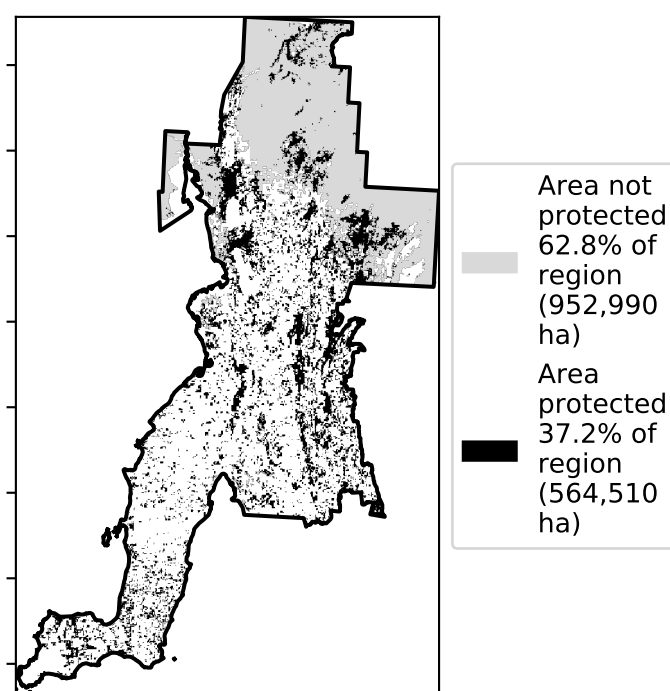 Area not
protected
62.8% of
region
(952,990
ha)
Area
protected
37.2% of
region
(564,510
ha)